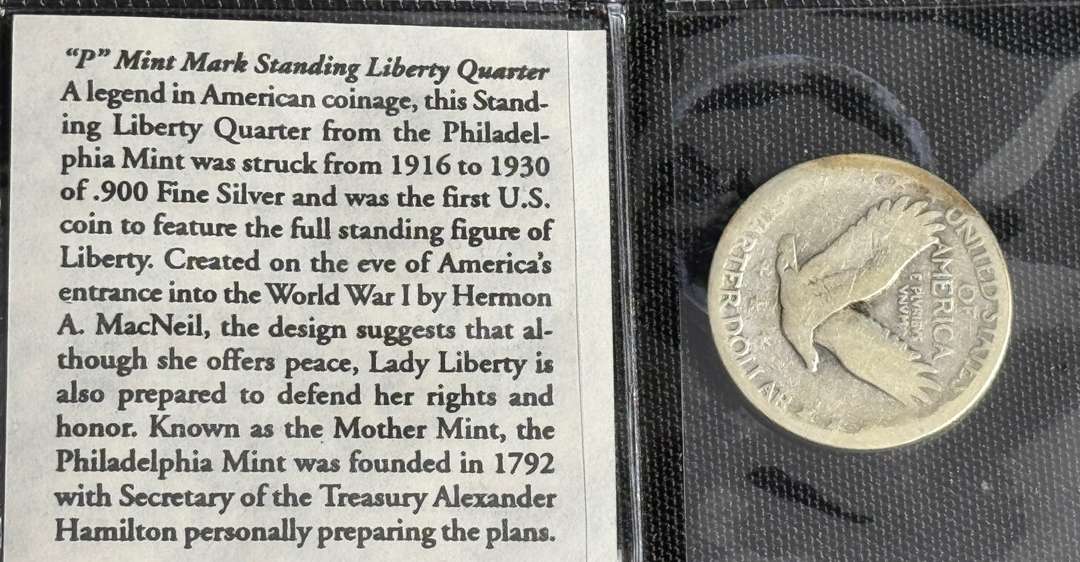 “P” Mint Mark Standing Liberty Quarter
A legend in American coinage, this Stand-
ing Liberty Quarter from the Philadel-
phia Mint was struck from 1916 to 1930
of .900 Fine Silver and was the first U.S.
coin to feature the full standing figure of
Liberty. Created on the eve of America’s
entrance into the World War I by Hermon
A. MacNeil, the design suggests that al-
though she offers peace, Lady Liberty is
also prepared to defend her rights and
honor. Known as the Mother Mint, the
Philadelphia Mint was founded in 1792
with Secretary of the Treasury Alexander
Hamilton personally preparing the plans.
UNITED STATES
OF
AMERICA
E PLURIBUS
UNUM
QUARTER DOLLAR